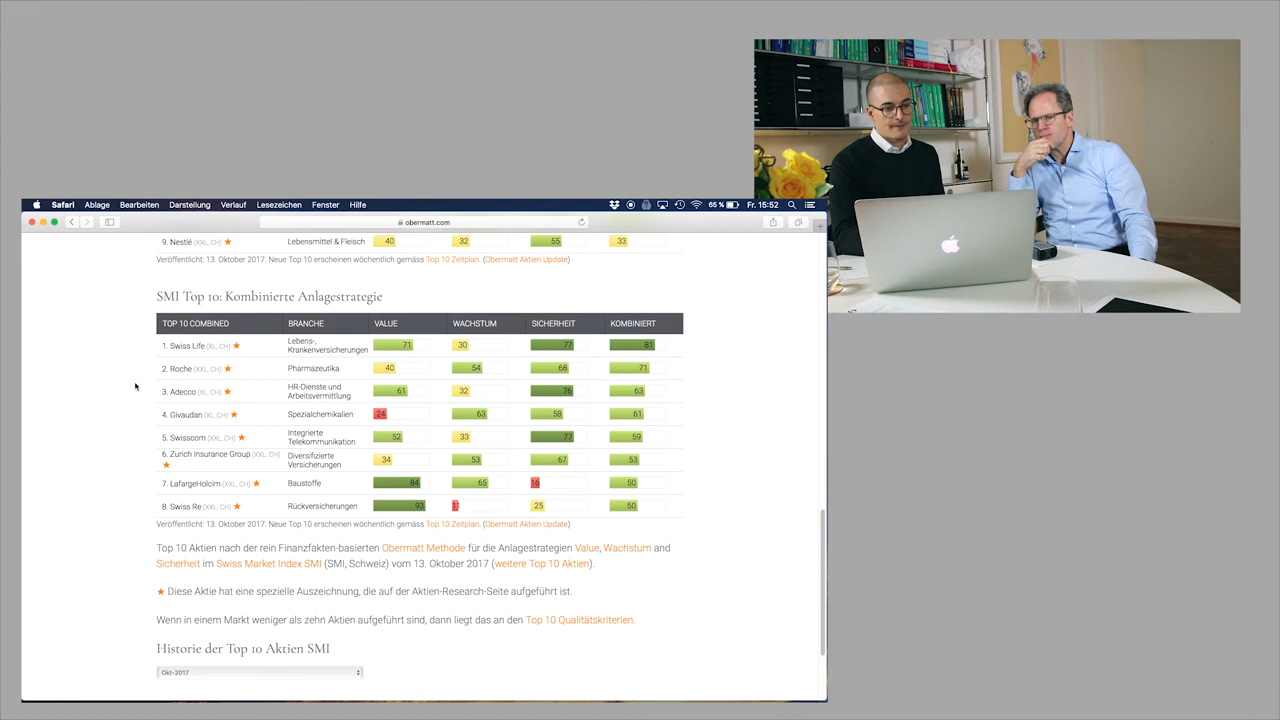 Safari Ablage Bearbeiten Darstellung Verlauf Lesezeichen Fenster Hilfe 65 % Fr. 15:52
obermatt.com
9. Nestlé (XXL, CH) ★ Lebensmittel & Fleisch 40 32 55 33
Veröffentlicht: 13. Oktober 2017. Neue Top 10 erscheinen wöchentlich gemäss Top 10 Zeitplan. (Obermatt Aktien Update)
SMI Top 10: Kombinierte Anlagestrategie
TOP 10 COMBINED BRANCHE VALUE WACHSTUM SICHERHEIT KOMBINIERT
1. Swiss Life (XL, CH) ★ Lebens-, Krankenversicherungen 71 30 77 81
2. Roche (XXL, CH) ★ Pharmazeutika 40 54 68 71
3. Adecco (XL, CH) ★ HR-Dienste und Arbeitsvermittlung 61 32 76 63
4. Givaudan (XL, CH) ★ Spezialchemikalien 24 63 58 61
5. Swisscom (XXL, CH) ★ Integrierte Telekommunikation 52 33 77 59
6. Zurich Insurance Group (XXL, CH) ★ Diversifizierte Versicherungen 34 53 67 53
7. LafargeHolcim (XXL, CH) ★ Baustoffe 84 65 16 50
8. Swiss Re (XXL, CH) ★ Rückversicherungen 93 11 25 50
Veröffentlicht: 13. Oktober 2017. Neue Top 10 erscheinen wöchentlich gemäss Top 10 Zeitplan. (Obermatt Aktien Update)
Top 10 Aktien nach der rein Finanzfakten-basierten Obermatt Methode für die Anlagestrategien Value, Wachstum and
Sicherheit im Swiss Market Index SMI (SMI, Schweiz) vom 13. Oktober 2017 (weitere Top 10 Aktien).
★ Diese Aktie hat eine spezielle Auszeichnung, die auf der Aktien-Research-Seite aufgeführt ist.
Wenn in einem Markt weniger als zehn Aktien aufgeführt sind, dann liegt das an den Top 10 Qualitätskriterien.
Historie der Top 10 Aktien SMI
Okt-2017